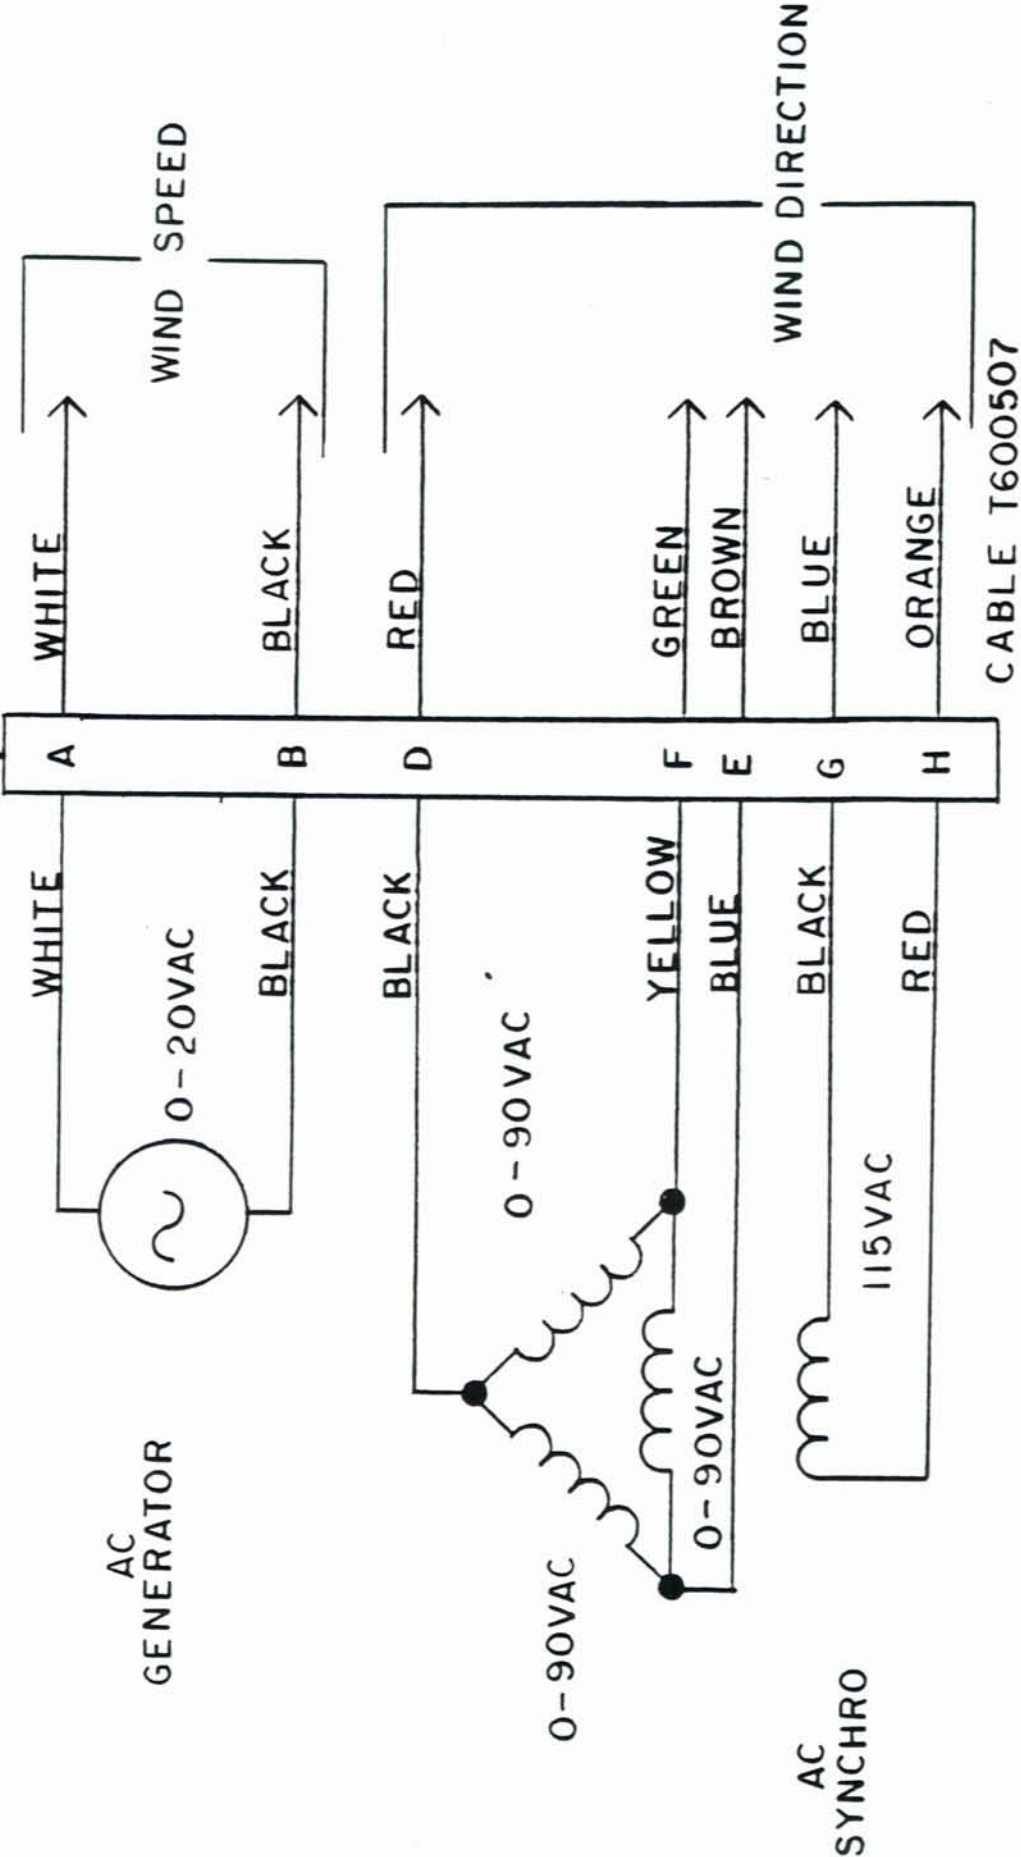 AC
GENERATOR
0-20VAC
WHITE
A
WHITE
WIND SPEED
BLACK
B
BLACK
BLACK
D
RED
0-90VAC
0-90VAC
0-90VAC
YELLOW
F
GREEN
BLUE
E
BROWN
WIND DIRECTION
BLACK
G
BLUE
115VAC
RED
H
ORANGE
AC
SYNCHRO
CABLE T600507